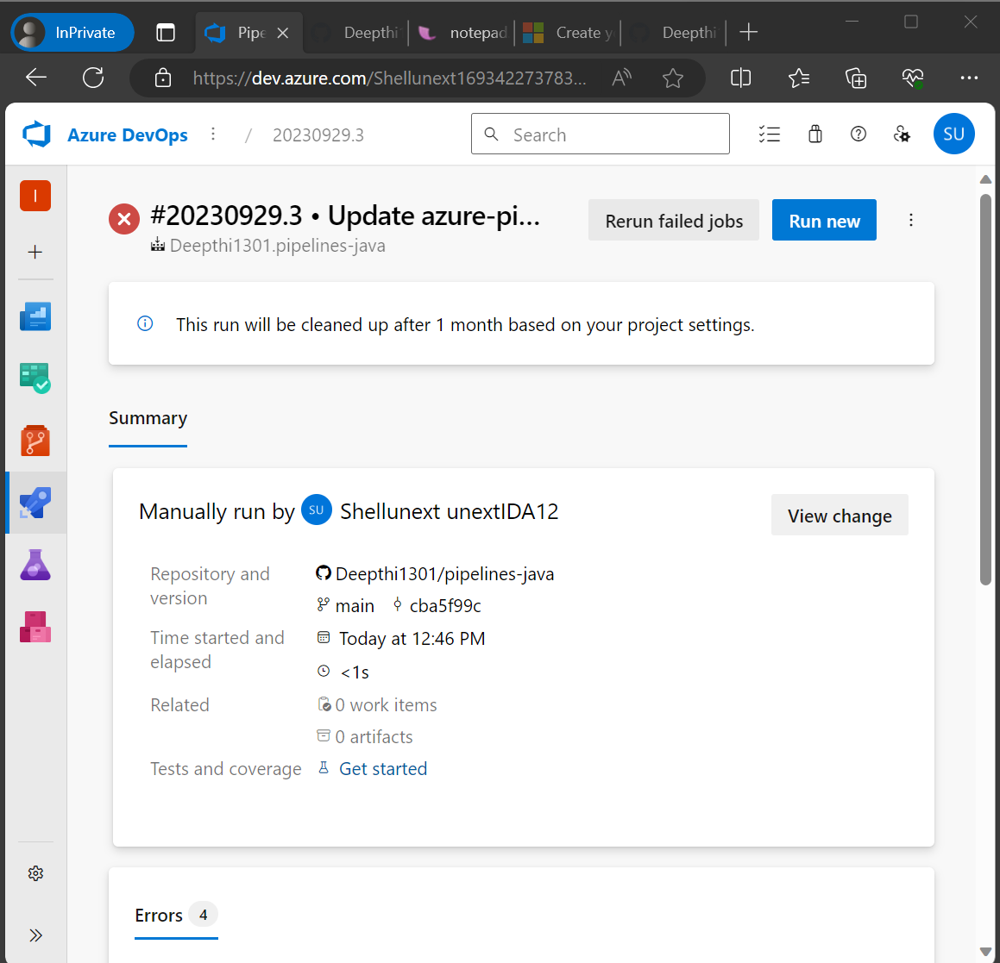 InPrivate
Pipe
Deepthi
notepad
Create y
Deepthi
https://dev.azure.com/Shellunext169342273783...
Azure DevOps / 20230929.3
Search
SU
I
#20230929.3 • Update azure-pi...
Deepthi1301.pipelines-java
Rerun failed jobs
Run new
This run will be cleaned up after 1 month based on your project settings.
Summary
Manually run by SU Shellunext unextIDA12
View change
Repository and
version
Deepthi1301/pipelines-java
main cba5f99c
Time started and
elapsed
Today at 12:46 PM
<1s
Related
0 work items
0 artifacts
Tests and coverage
Get started
Errors 4